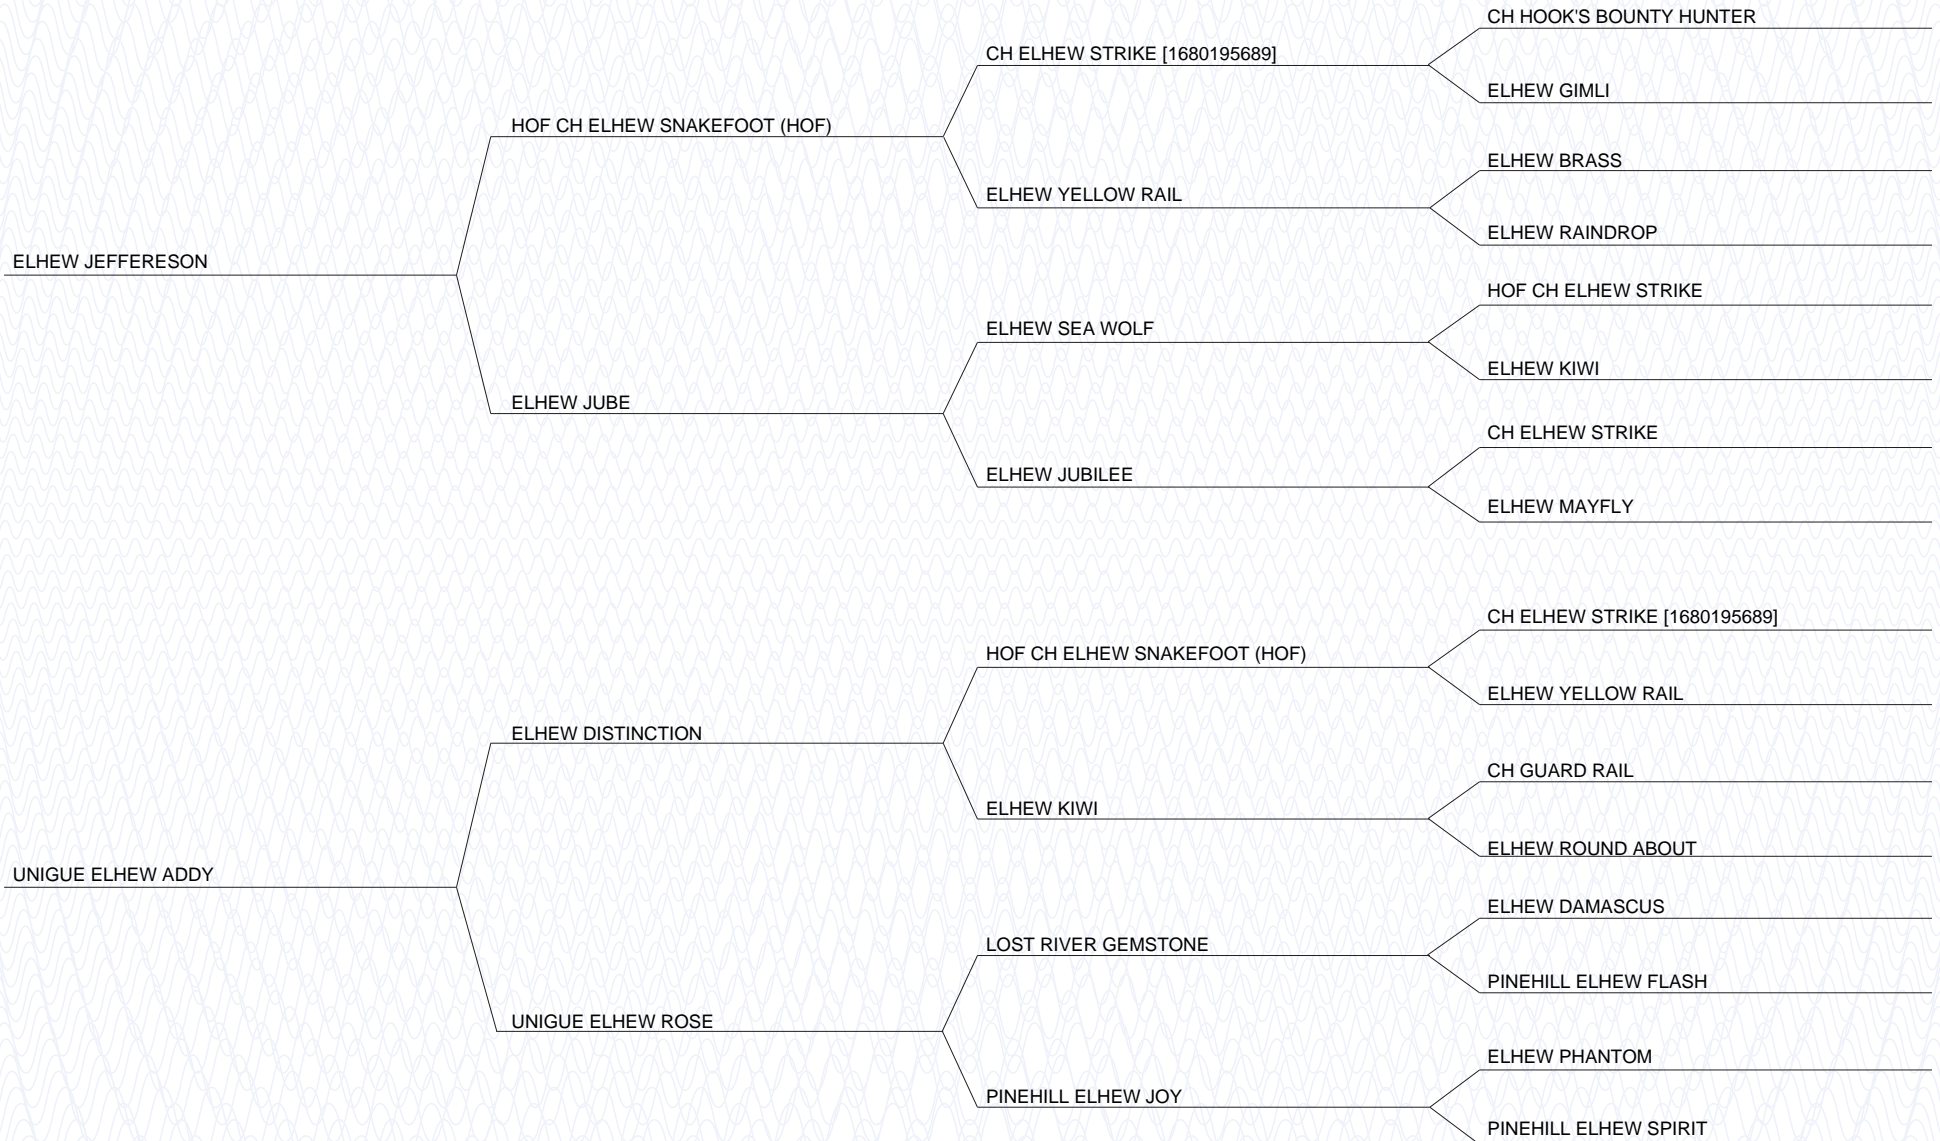 CH HOOK'S BOUNTY HUNTER
CH ELHEW STRIKE [1680195689]
ELHEW GIMLI
HOF CH ELHEW SNAKEFOOT (HOF)
ELHEW BRASS
ELHEW YELLOW RAIL
ELHEW RAINDROP
ELHEW JEFFERESON
HOF CH ELHEW STRIKE
ELHEW SEA WOLF
ELHEW KIWI
ELHEW JUBE
CH ELHEW STRIKE
ELHEW JUBILEE
ELHEW MAYFLY
CH ELHEW STRIKE [1680195689]
HOF CH ELHEW SNAKEFOOT (HOF)
ELHEW YELLOW RAIL
ELHEW DISTINCTION
CH GUARD RAIL
ELHEW KIWI
ELHEW ROUND ABOUT
UNIGUE ELHEW ADDY
ELHEW DAMASCUS
LOST RIVER GEMSTONE
PINEHILL ELHEW FLASH
UNIGUE ELHEW ROSE
ELHEW PHANTOM
PINEHILL ELHEW JOY
PINEHILL ELHEW SPIRIT